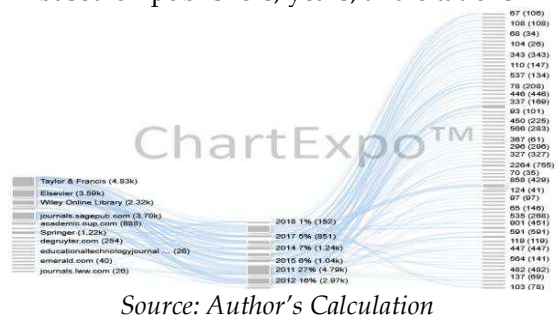 67 (106)
108 (108)
68 (34)
104 (26)
343 (343)
110 (147)
537 (134)
78 (208)
446 (446)
337 (169)
93 (101)
450 (225)
566 (283)
367 (61)
296 (296)
327 (327)
2264 (755)
70 (35)
858 (429)
124 (41)
97 (97)
65 (146)
535 (268)
901 (451)
591 (591)
119 (119)
447 (447)
564 (141)
482 (482)
137 (69)
103 (78)
ChartExpo™
Taylor & Francis (4.83k)
Elsevier (3.59k)
Wiley Online Library (2.32k)
journals.sagepub.com (3.70k)
academic.oup.com (888)
Springer (1.22k)
degruyter.com (254)
educationaltechnologyjournal ... (26)
emerald.com (40)
journals.lww.com (26)
2018 1% (152)
2017 5% (851)
2014 7% (1.24k)
2015 6% (1.04k)
2011 27% (4.79k)
2012 16% (2.97k)
Source: Author's Calculation